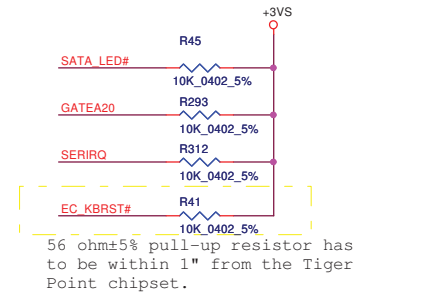 +3VS
R45
SATA_LED#
10K_0402_5%
R293
GATEA20
10K_0402_5%
R312
SERIRQ
10K_0402_5%
R41
EC_KBRST#
10K_0402_5%
56 ohm±5% pull-up resistor has
to be within 1" from the Tiger
Point chipset.